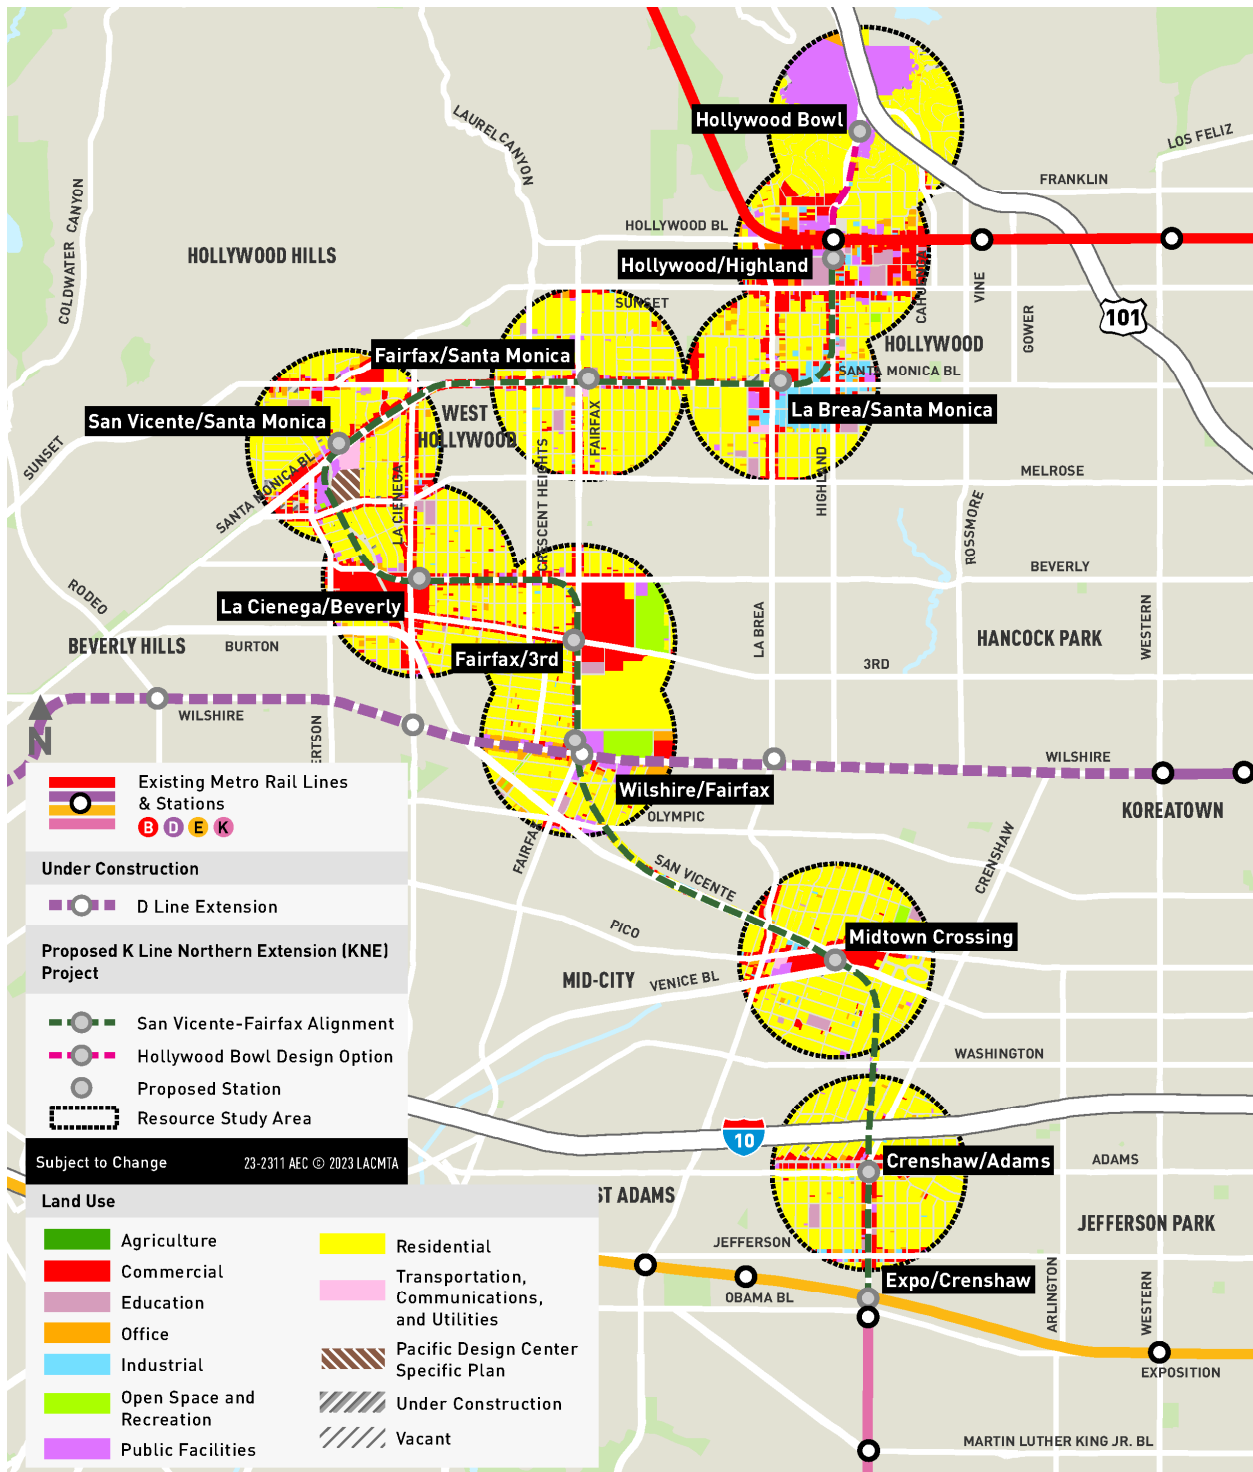 Hollywood Bowl
LOS FELIZ
LAUREL CANYON
COLDWATER CANYON
FRANKLIN
HOLLYWOOD BL
HOLLYWOOD HILLS
Hollywood/Highland
CAHUENGA
VINE
GOWER
101
SUNSET
HOLLYWOOD
Fairfax/Santa Monica
SANTA MONICA BL
San Vicente/Santa Monica
WEST
HOLLYWOOD
FAIRFAX
La Brea/Santa Monica
SUNSET
SANTA MONICA BL
LA CIENEGA
CRESCENT HEIGHTS
HIGHLAND
MELROSE
ROSSMORE
BEVERLY
RODEO
La Cienega/Beverly
BEVERLY HILLS
BURTON
Fairfax/3rd
LA BREA
HANCOCK PARK
WESTERN
3RD
N
WILSHIRE
ERTSON
WILSHIRE
Wilshire/Fairfax
KOREATOWN
OLYMPIC
FAIRFA
SAN VICENTE
CRENSHAW
PICO
Midtown Crossing
MID-CITY
VENICE BL
WASHINGTON
10
Crenshaw/Adams
ADAMS
ST ADAMS
JEFFERSON PARK
JEFFERSON
Expo/Crenshaw
OBAMA BL
ARLINGTON
WESTERN
EXPOSITION
MARTIN LUTHER KING JR. BL
Existing Metro Rail Lines
& Stations
B D E K
Under Construction
D Line Extension
Proposed K Line Northern Extension (KNE)
Project
San Vicente-Fairfax Alignment
Hollywood Bowl Design Option
Proposed Station
Resource Study Area
Subject to Change
23-2311 AEC © 2023 LACMTA
Land Use
Agriculture
Commercial
Education
Office
Industrial
Open Space and
Recreation
Public Facilities
Residential
Transportation,
Communications,
and Utilities
Pacific Design Center
Specific Plan
Under Construction
Vacant